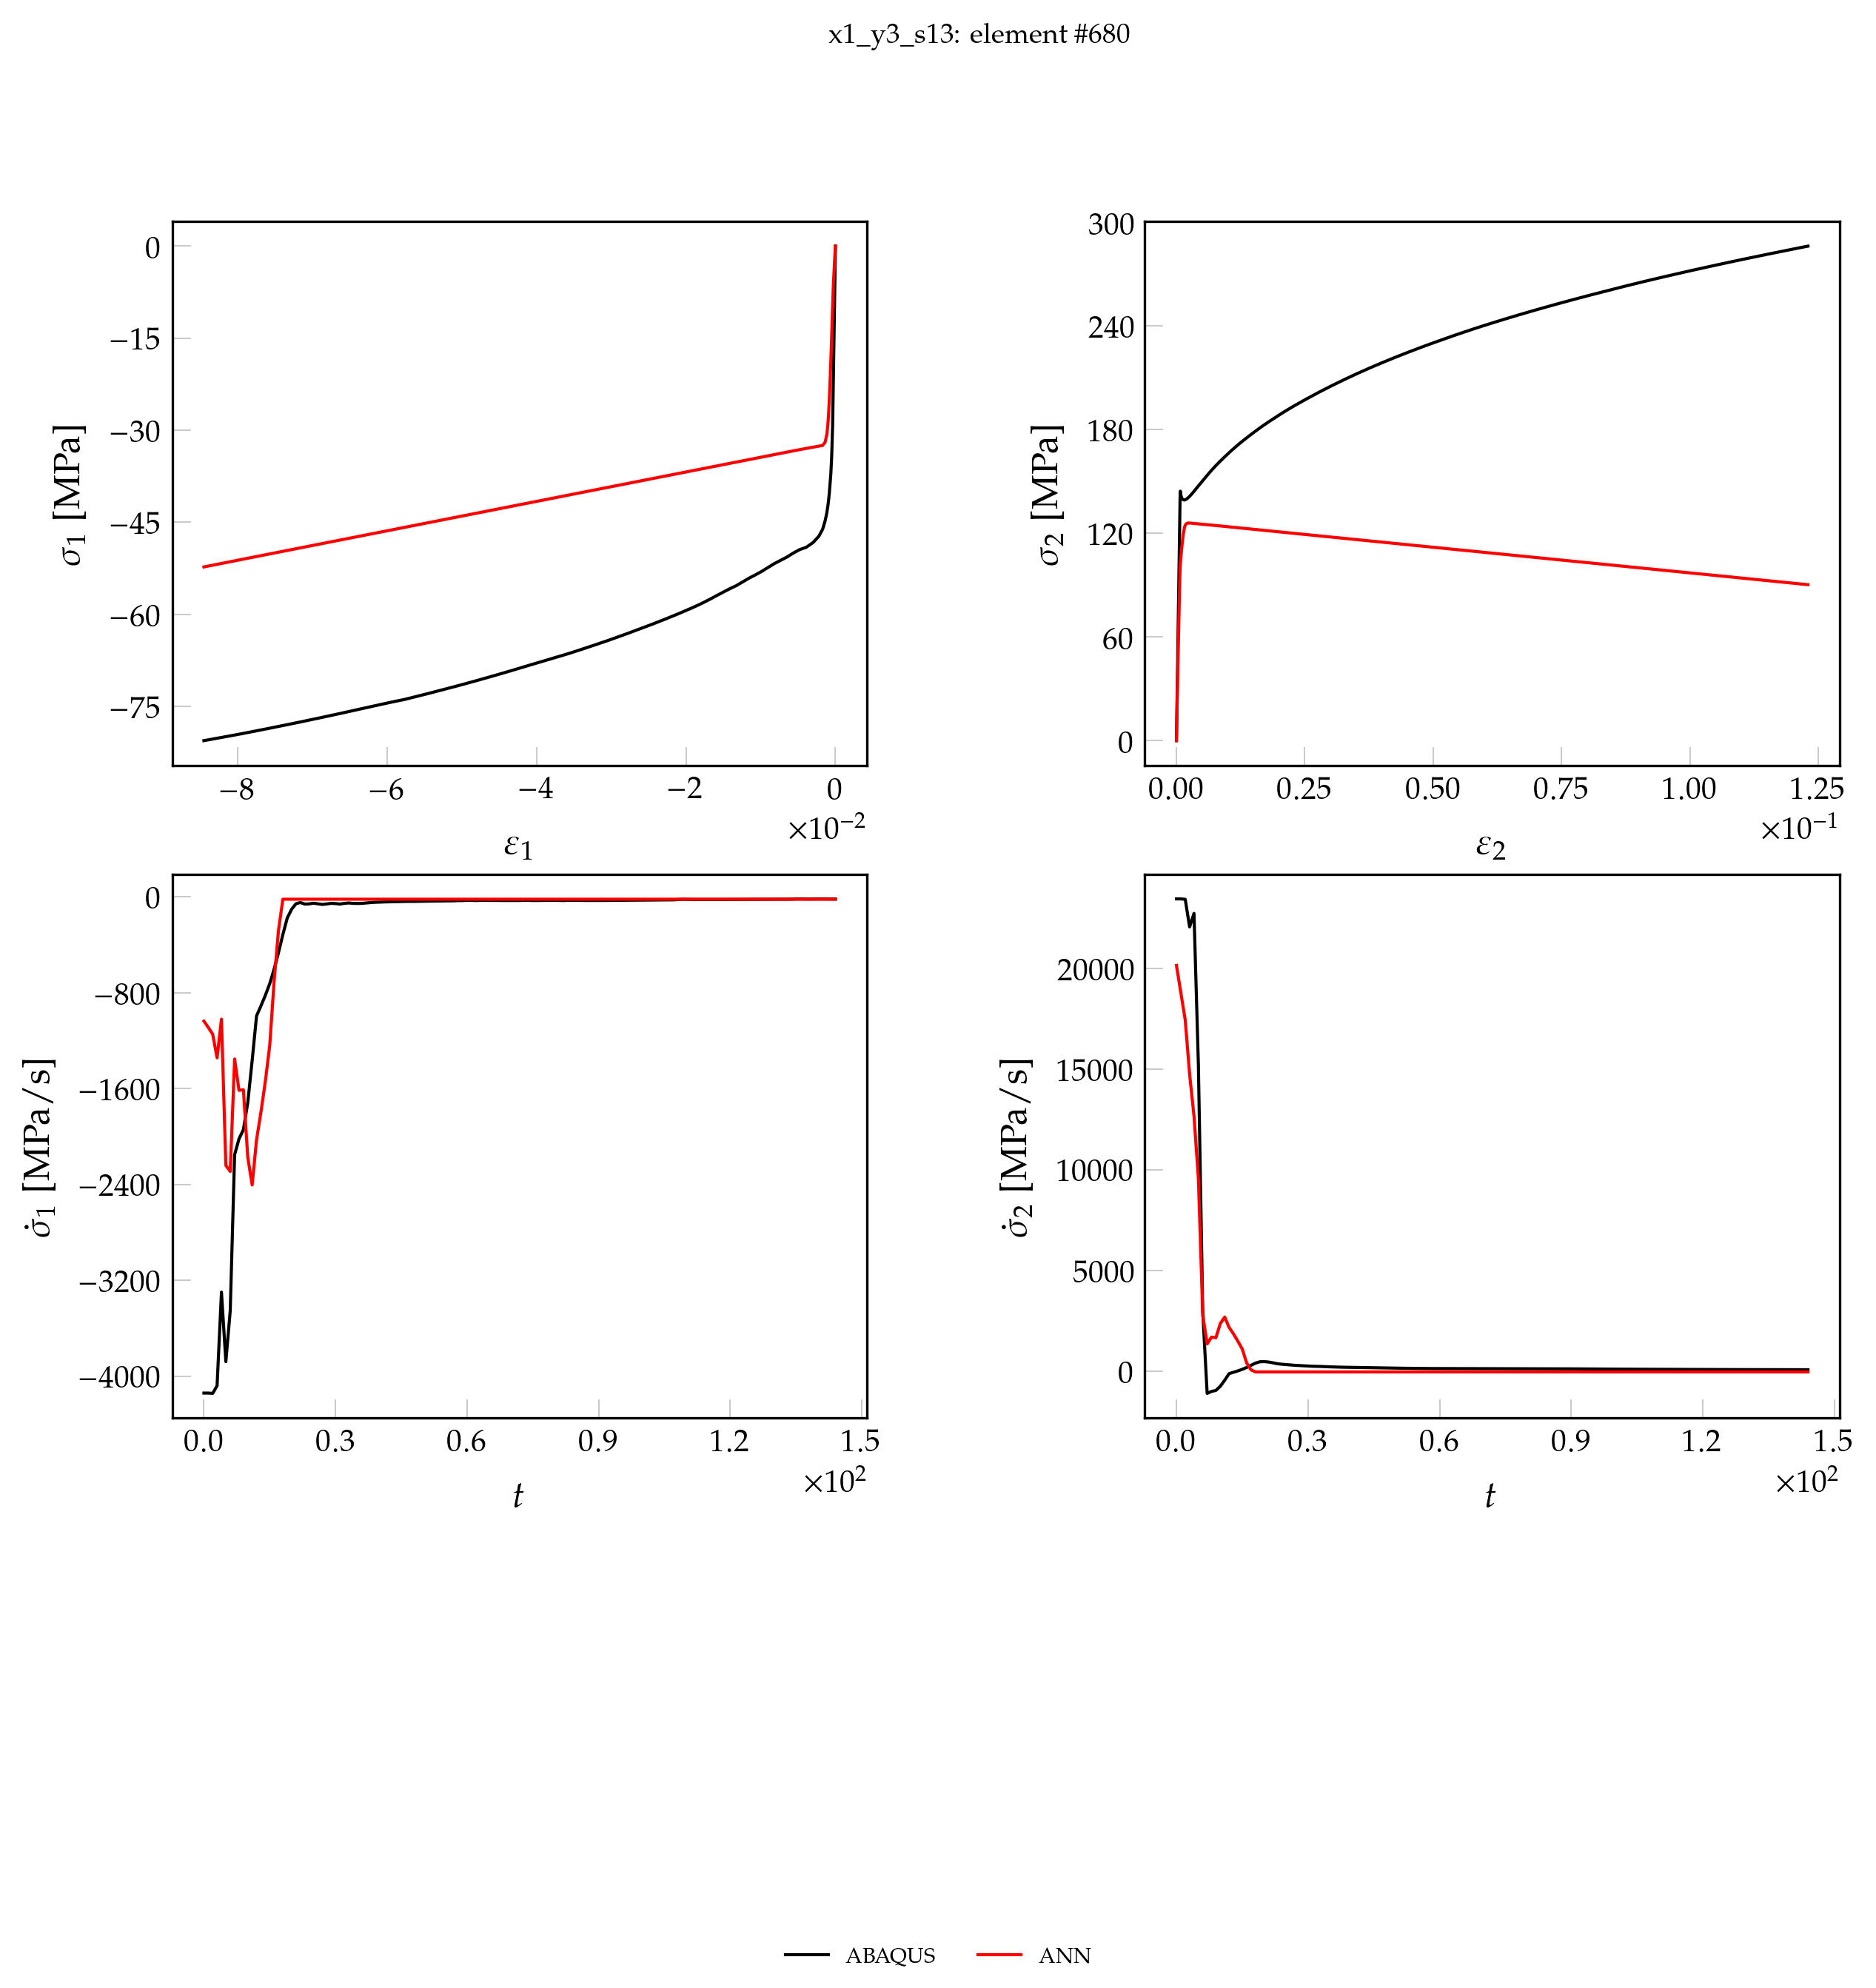 x1_y3_s13: element #680
0
−15
−30
−45
−60
−75
σ1 [MPa]
−8 −6 −4 −2 0
×10−2
ε1
300
240
180
120
60
0
σ2 [MPa]
0.00 0.25 0.50 0.75 1.00 1.25
×10−1
ε2
0
−800
−1600
−2400
−3200
−4000
σ̇1 [MPa/s]
0.0 0.3 0.6 0.9 1.2 1.5
×102
t
20000
15000
10000
5000
0
σ̇2 [MPa/s]
0.0 0.3 0.6 0.9 1.2 1.5
×102
t
ABAQUS ANN